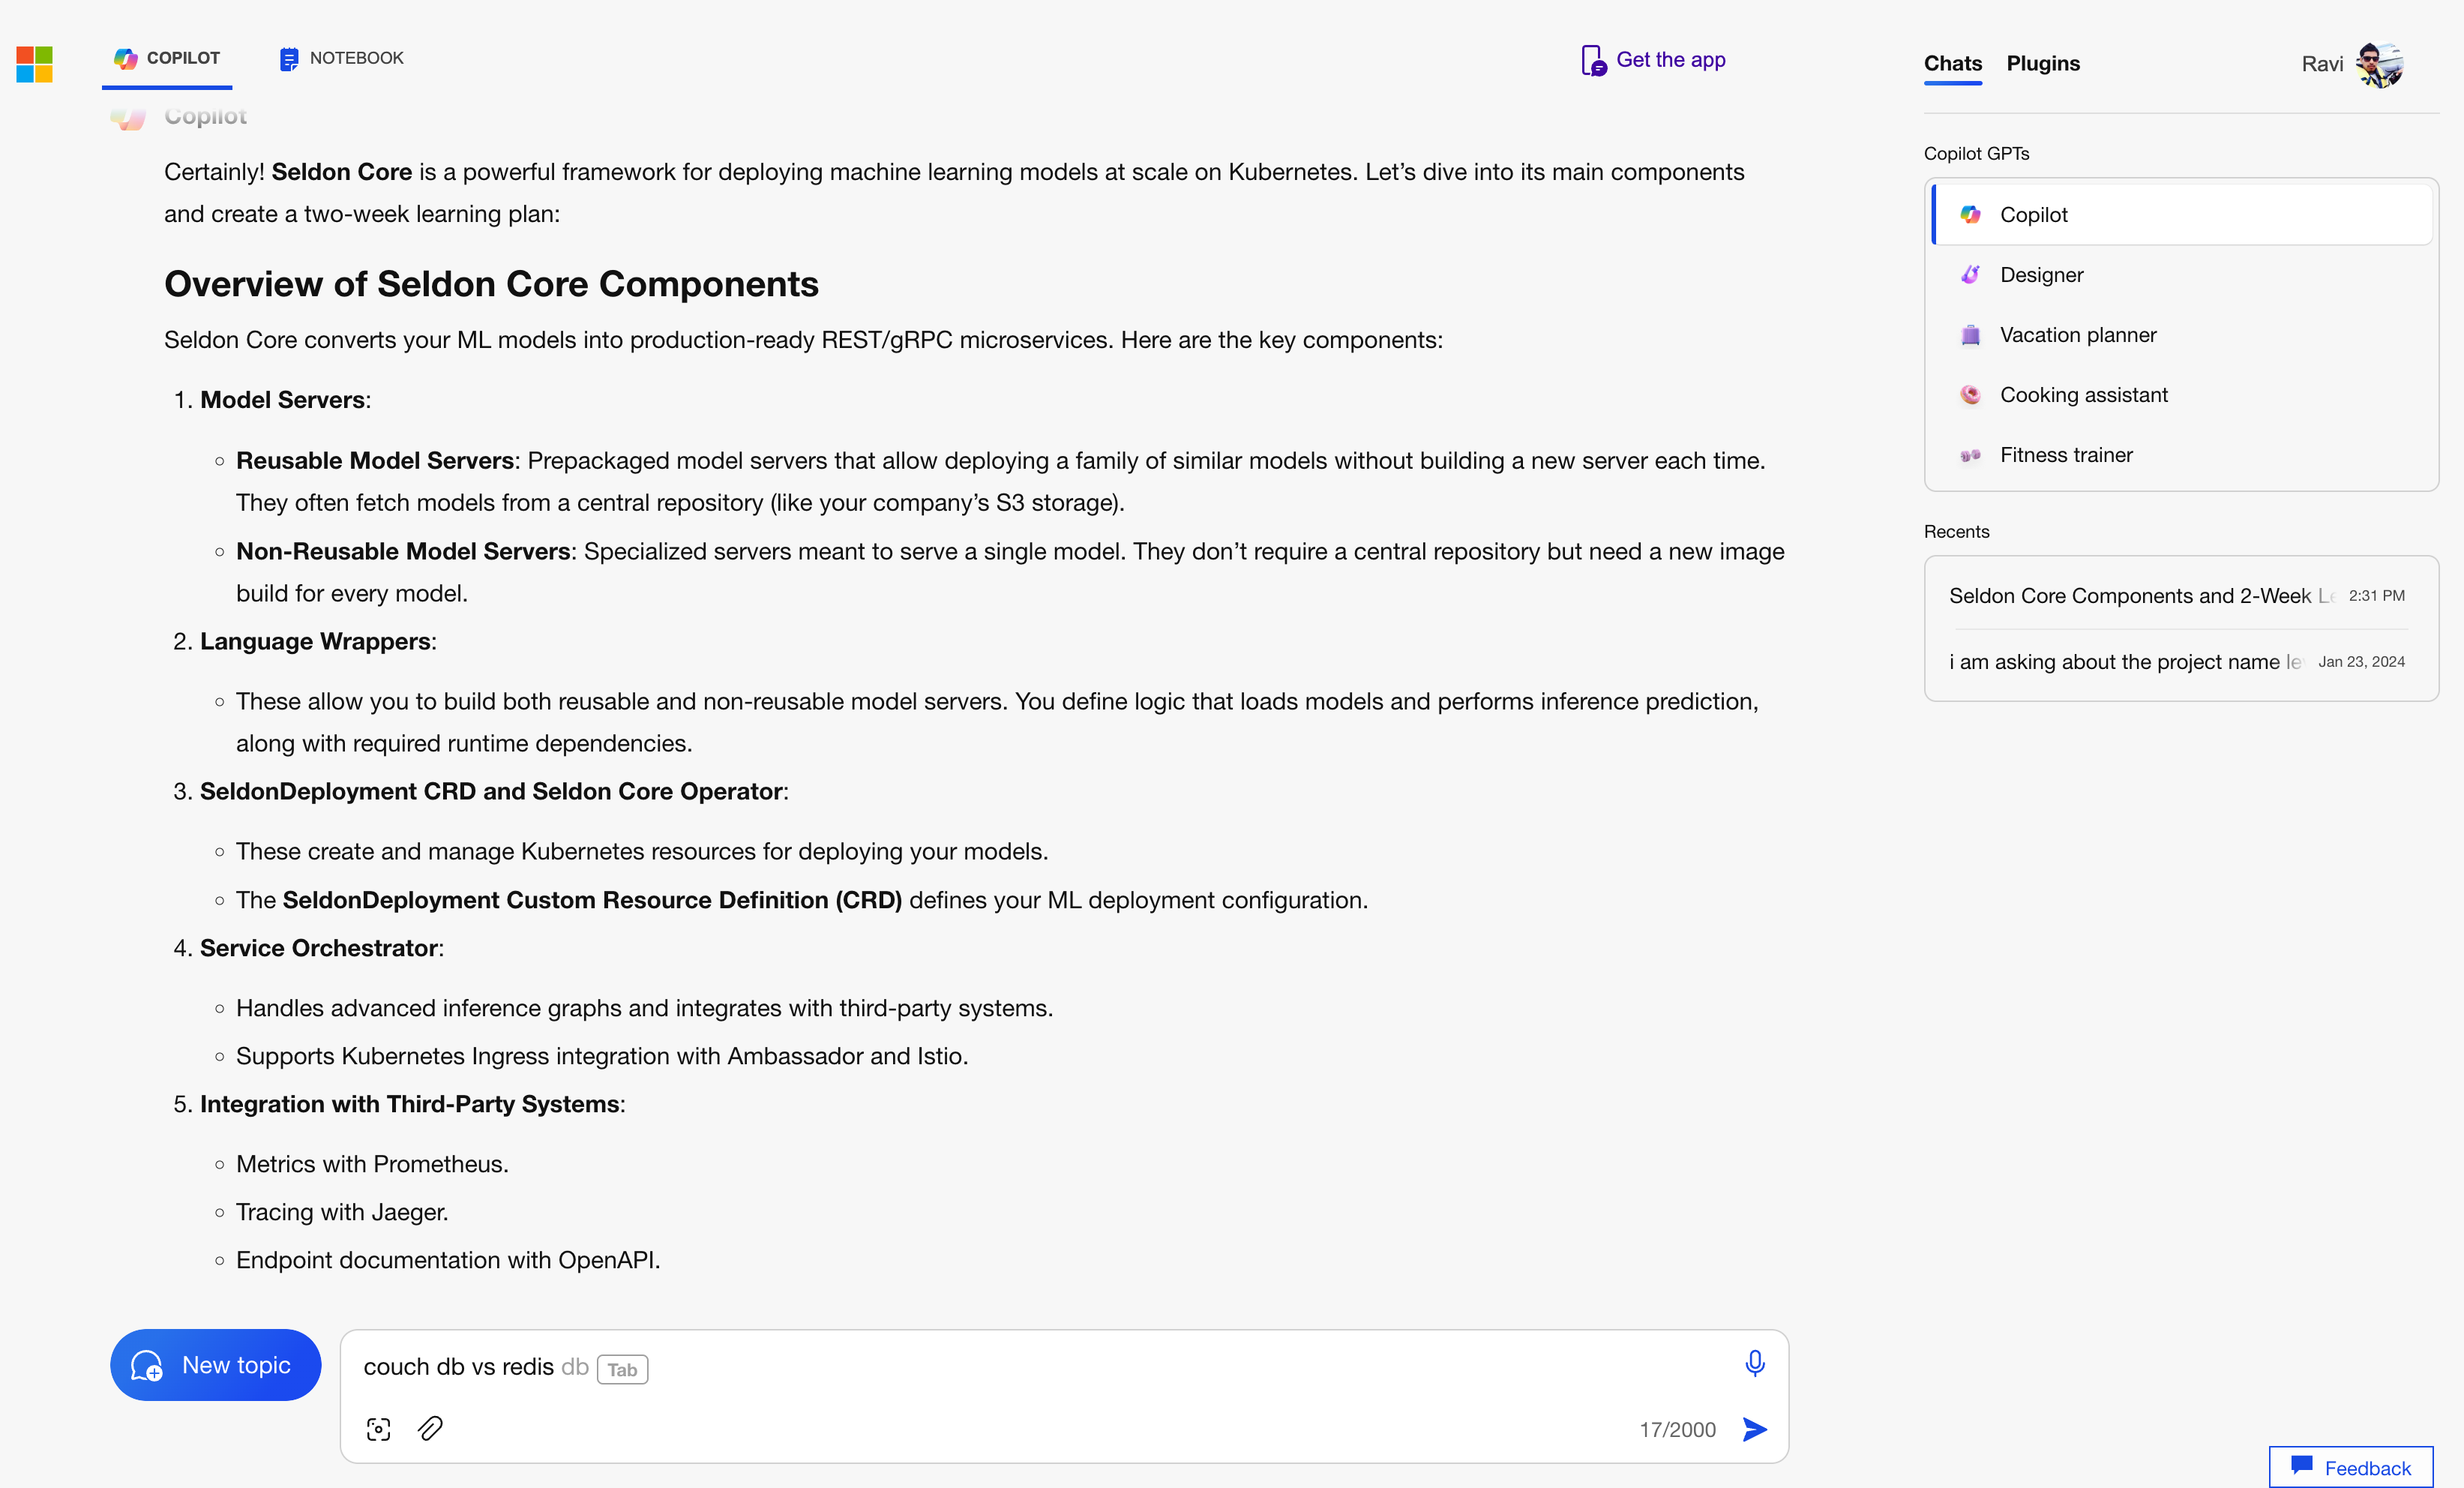 COPILOT
NOTEBOOK
Get the app
Chats
Plugins
Ravi
Copilot
Certainly! Seldon Core is a powerful framework for deploying machine learning models at scale on Kubernetes. Let’s dive into its main components
and create a two-week learning plan:
Overview of Seldon Core Components
Seldon Core converts your ML models into production-ready REST/gRPC microservices. Here are the key components:
1. Model Servers:
Reusable Model Servers: Prepackaged model servers that allow deploying a family of similar models without building a new server each time.
They often fetch models from a central repository (like your company’s S3 storage).
Non-Reusable Model Servers: Specialized servers meant to serve a single model. They don’t require a central repository but need a new image
build for every model.
2. Language Wrappers:
These allow you to build both reusable and non-reusable model servers. You define logic that loads models and performs inference prediction,
along with required runtime dependencies.
3. SeldonDeployment CRD and Seldon Core Operator:
These create and manage Kubernetes resources for deploying your models.
The SeldonDeployment Custom Resource Definition (CRD) defines your ML deployment configuration.
4. Service Orchestrator:
Handles advanced inference graphs and integrates with third-party systems.
Supports Kubernetes Ingress integration with Ambassador and Istio.
5. Integration with Third-Party Systems:
Metrics with Prometheus.
Tracing with Jaeger.
Endpoint documentation with OpenAPI.
New topic
couch db vs redis db Tab
17/2000
Copilot GPTs
Copilot
Designer
Vacation planner
Cooking assistant
Fitness trainer
Recents
Seldon Core Components and 2-Week Le 2:31 PM
i am asking about the project name le Jan 23, 2024
Feedback